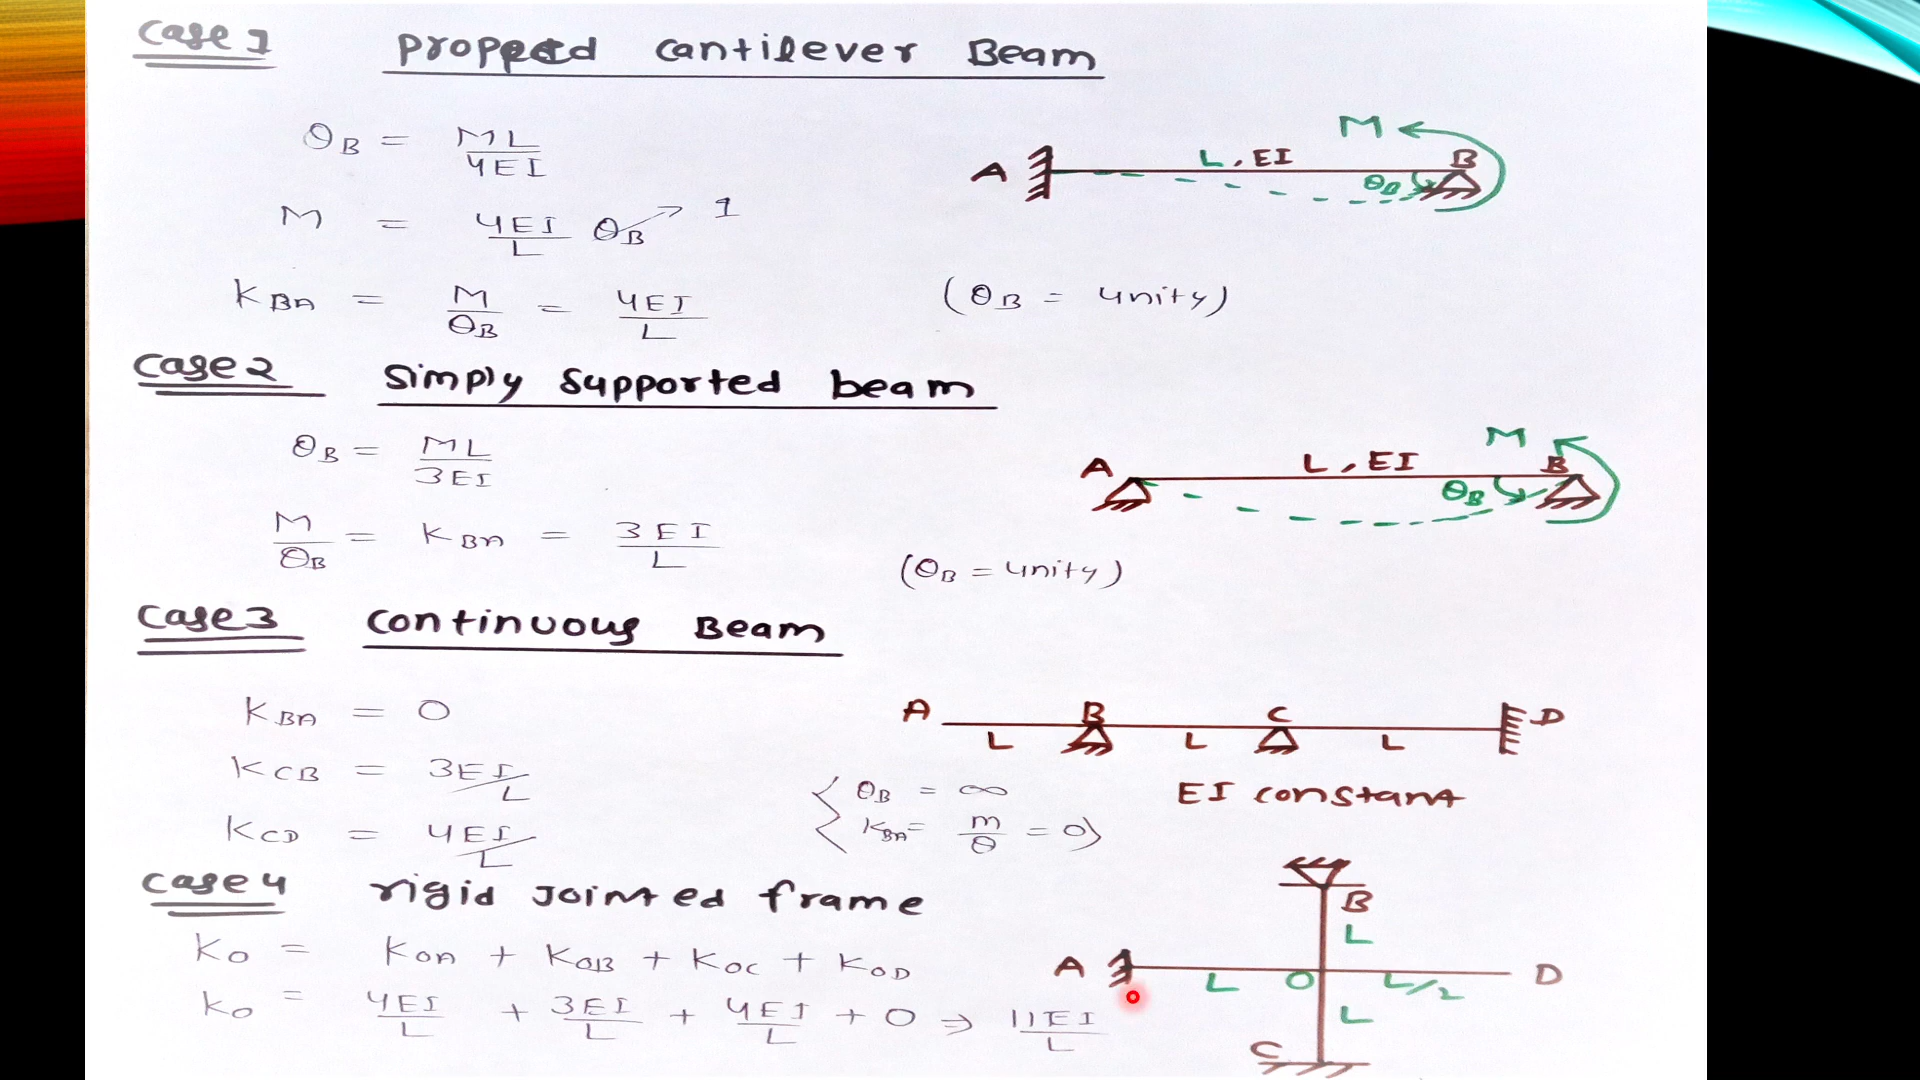 Case 1 Propped Cantilever Beam
θB = ML/4EI
M
A L, EI B
θB
M = 4EI/L θB → 1
KBA = M/θB = 4EI/L (θB = unity)
Case 2 Simply Supported beam
θB = ML/3EI
M
A L, EI B
θB
M/θB = KBA = 3EI/L (θB = unity)
Case 3 Continuous Beam
KBA = 0
A B C D
L L L
KCB = 3EI/L
θB = ∞ EI constant
KCD = 4EI/L
KBA = m/θ = 0
Case 4 rigid Jointed frame
B
L
KO = KOA + KOB + KOC + KOD
A L O L/2 D
L
KO = 4EI/L + 3EI/L + 4EI/L + 0 ⇒ 11EI/L
C